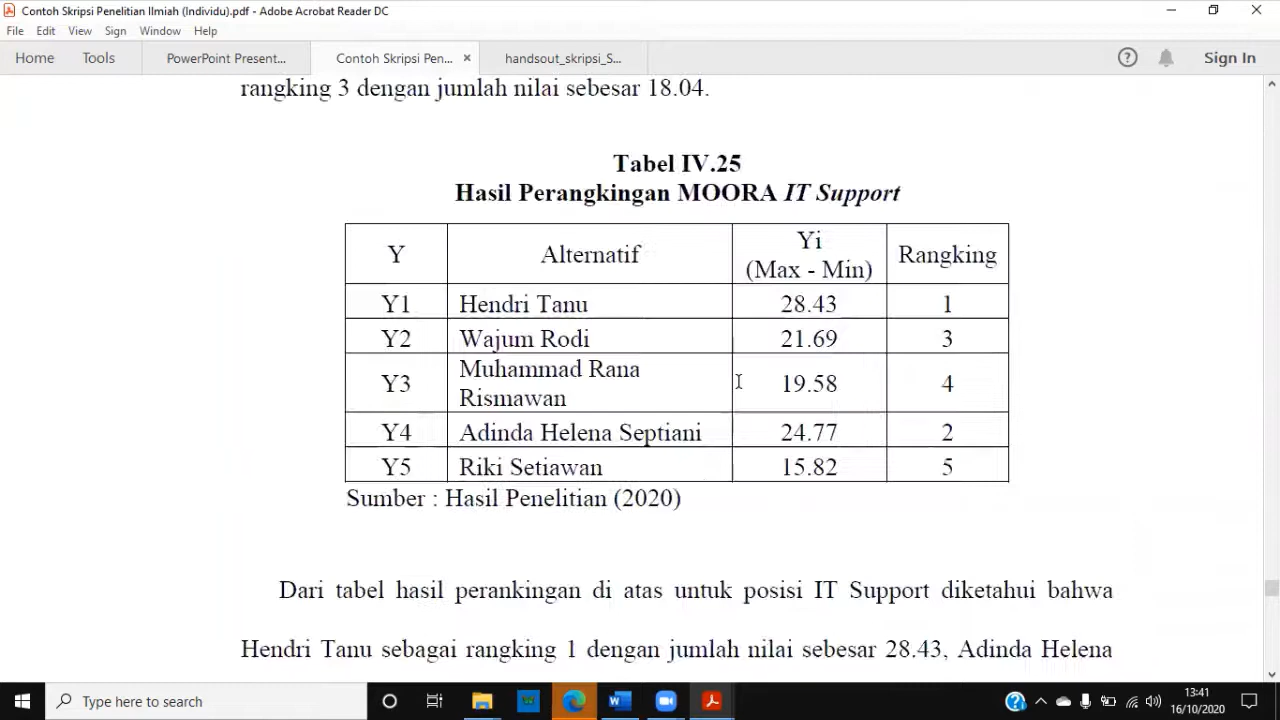 Contoh Skripsi Penelitian Ilmiah (Individu).pdf - Adobe Acrobat Reader DC
File Edit View Sign Window Help
Home Tools PowerPoint Present... Contoh Skripsi Pen... × handsout_skripsi_S... Sign In
rangking 3 dengan jumlah nilai sebesar 18.04.
Tabel IV.25
Hasil Perangkingan MOORA IT Support
Y Alternatif Yi (Max - Min) Rangking
Y1 Hendri Tanu 28.43 1
Y2 Wajum Rodi 21.69 3
Y3 Muhammad Rana Rismawan 19.58 4
Y4 Adinda Helena Septiani 24.77 2
Y5 Riki Setiawan 15.82 5
Sumber : Hasil Penelitian (2020)
Dari tabel hasil perankingan di atas untuk posisi IT Support diketahui bahwa
Hendri Tanu sebagai rangking 1 dengan jumlah nilai sebesar 28.43, Adinda Helena
Type here to search
13:41
16/10/2020